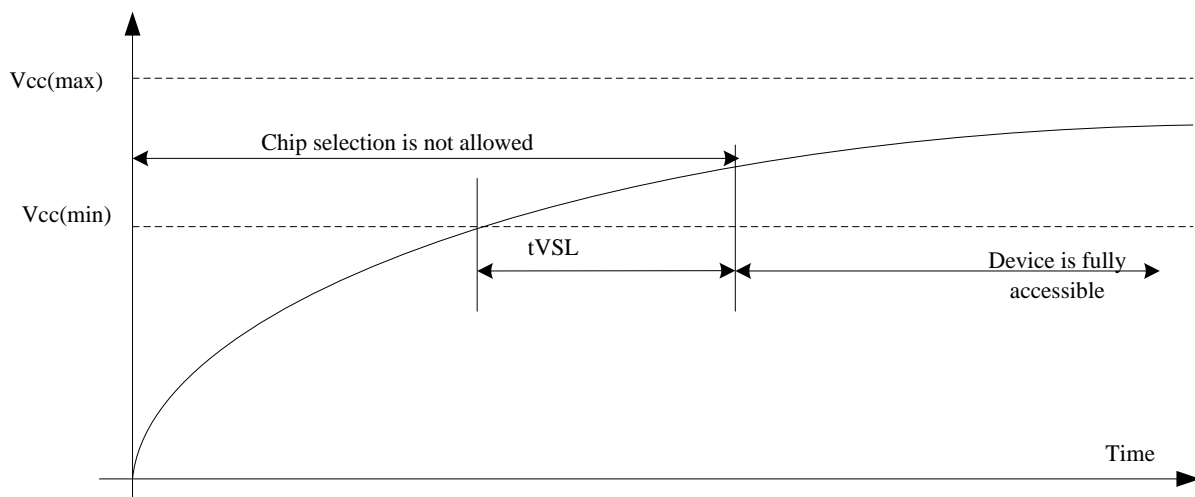 Vcc(max)
Chip selection is not allowed
Vcc(min)
tVSL
Device is fully
accessible
Time